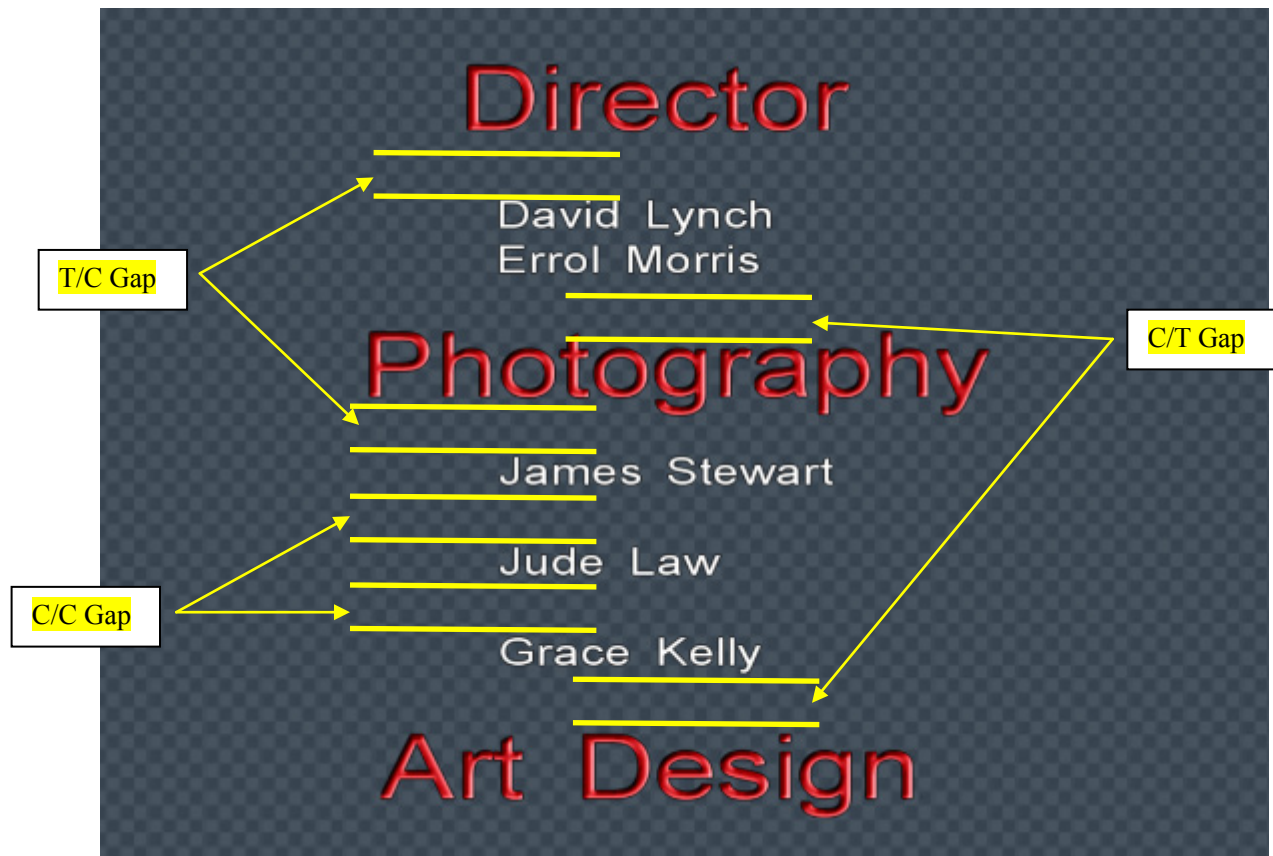 Director
David Lynch
Errol Morris
T/C Gap
Photography
C/T Gap
James Stewart
Jude Law
C/C Gap
Grace Kelly
Art Design